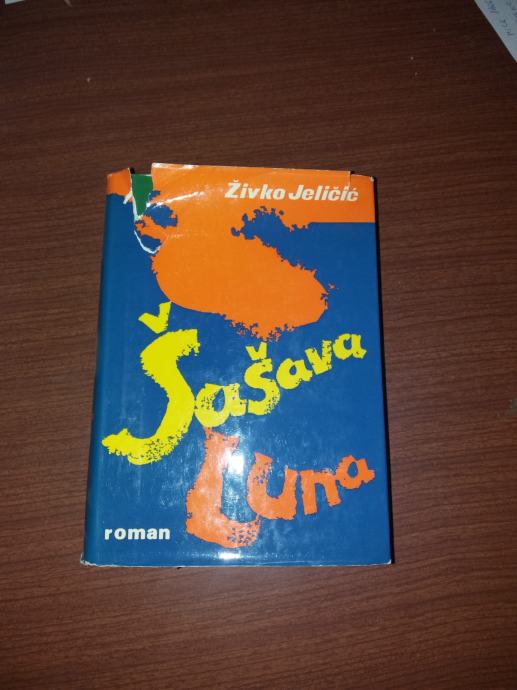 Živko Jeličić
Šašava
Luna
roman